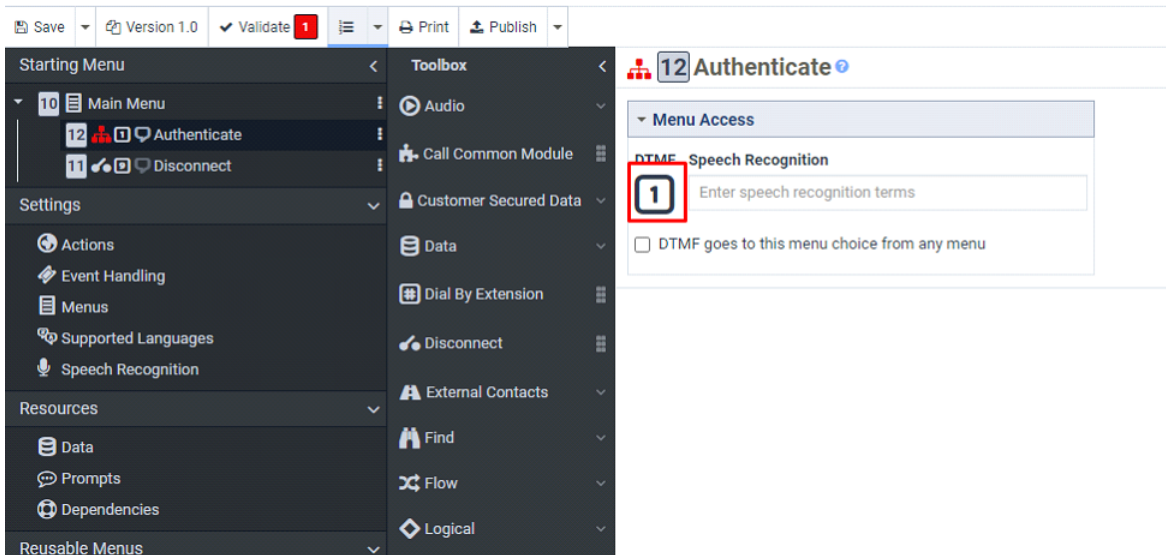 Save Version 1.0 Validate 1 Print Publish
Starting Menu
10 Main Menu
12 1 Authenticate
11 9 Disconnect
Settings
Actions
Event Handling
Menus
Supported Languages
Speech Recognition
Resources
Data
Prompts
Dependencies
Reusable Menus
Toolbox
Audio
Call Common Module
Customer Secured Data
Data
# Dial By Extension
Disconnect
External Contacts
Find
Flow
Logical
12 Authenticate ?
Menu Access
DTMF Speech Recognition
1 Enter speech recognition terms
DTMF goes to this menu choice from any menu